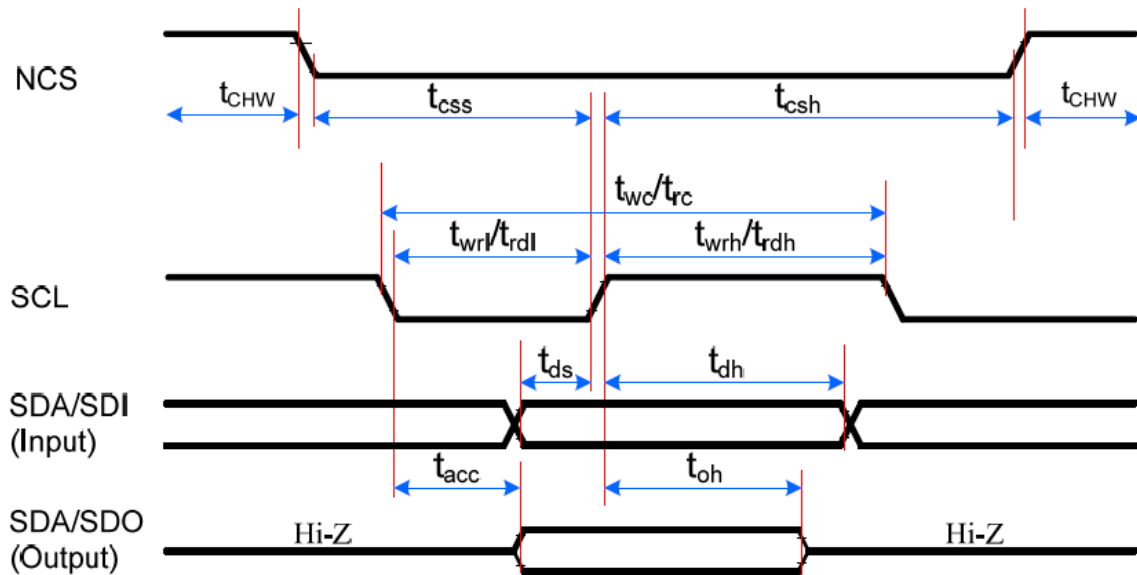 NCS
tCHW
tcss
tcsh
tCHW
twc/trc
twrl/trdl
twrh/trdh
SCL
tds
tdh
SDA/SDI
(Input)
tacc
toh
SDA/SDO
(Output)
Hi-Z
Hi-Z